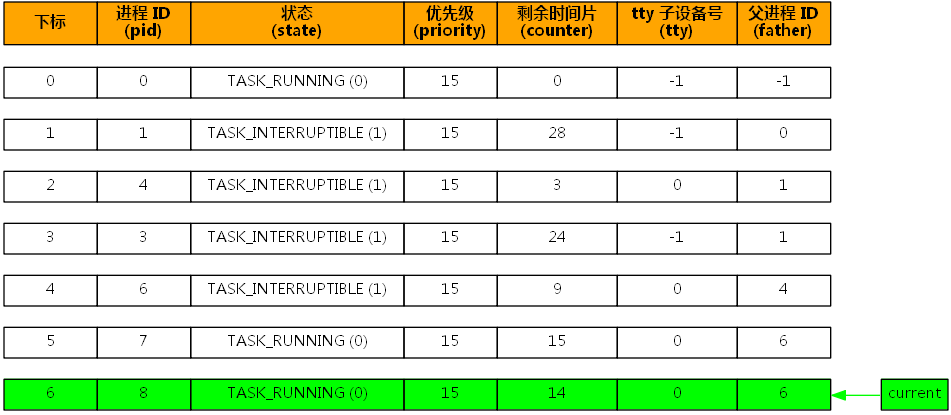 下标 进程 ID 状态 优先级 剩余时间片 tty 子设备号 父进程 ID
(pid) (state) (priority) (counter) (tty) (father)
0 0 TASK_RUNNING (0) 15 0 -1 -1
1 1 TASK_INTERRUPTIBLE (1) 15 28 -1 0
2 4 TASK_INTERRUPTIBLE (1) 15 3 0 1
3 3 TASK_INTERRUPTIBLE (1) 15 24 -1 1
4 6 TASK_INTERRUPTIBLE (1) 15 9 0 4
5 7 TASK_RUNNING (0) 15 15 0 6
6 8 TASK_RUNNING (0) 15 14 0 6 current